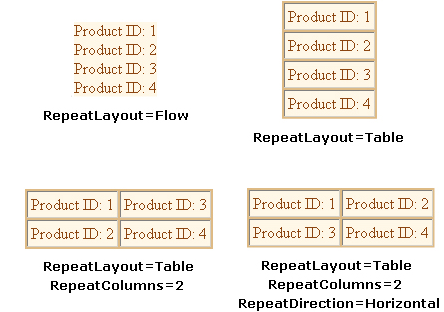 Product ID: 1
Product ID: 2
Product ID: 3
Product ID: 4
RepeatLayout=Flow
Product ID: 1
Product ID: 2
Product ID: 3
Product ID: 4
RepeatLayout=Table
Product ID: 1 Product ID: 3
Product ID: 2 Product ID: 4
RepeatLayout=Table
RepeatColumns=2
Product ID: 1 Product ID: 2
Product ID: 3 Product ID: 4
RepeatLayout=Table
RepeatColumns=2
RepeatDirection=Horizontal